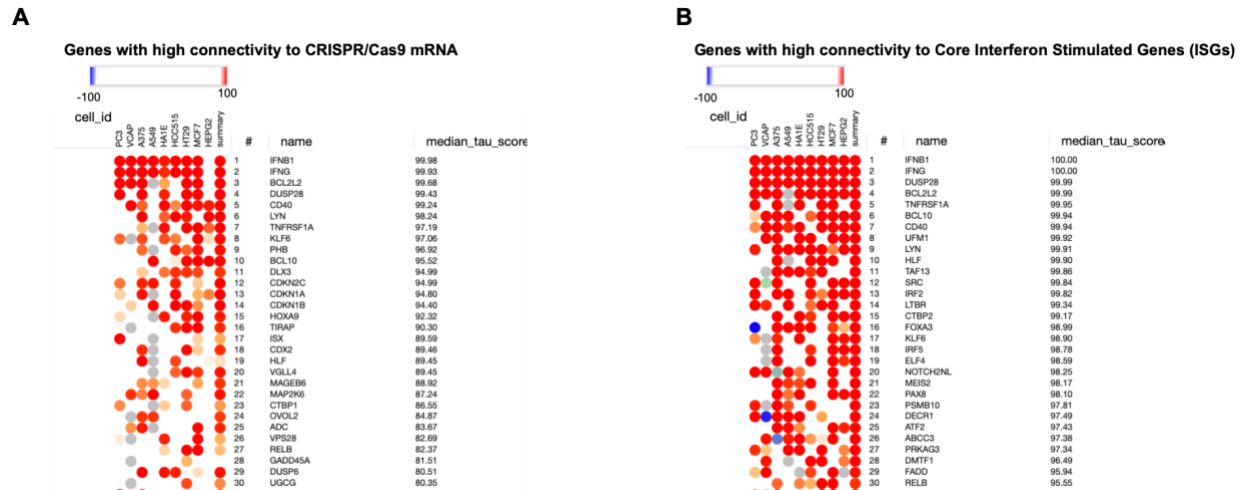 A
Genes with high connectivity to CRISPR/Cas9 mRNA
-100 100
cell_id
PC3 VCAP A375 A549 HA1E HCC515 HT29 MCF7 HEPG2 summary
# name median_tau_score
1 IFNB1 99.98
2 IFNG 99.93
3 BCL2L2 99.68
4 DUSP28 99.43
5 CD40 99.24
6 LYN 98.24
7 TNFRSF1A 97.19
8 KLF6 97.06
9 PHB 96.92
10 BCL10 95.52
11 DLX3 94.99
12 CDKN2C 94.99
13 CDKN1A 94.80
14 CDKN1B 94.40
15 HOXA9 92.32
16 TIRAP 90.30
17 ISX 89.59
18 CDX2 89.46
19 HLF 89.45
20 VGLL4 89.45
21 MAGEB6 88.92
22 MAP2K6 87.24
23 CTBP1 86.55
24 OVOL2 84.87
25 ADC 83.67
26 VPS28 82.69
27 RELB 82.37
28 GADD45A 81.51
29 DUSP6 80.51
30 UGCG 80.35
B
Genes with high connectivity to Core Interferon Stimulated Genes (ISGs)
-100 100
cell_id
PC3 VCAP A375 A549 HA1E HCC515 HT29 MCF7 HEPG2 summary
# name median_tau_score
1 IFNB1 100.00
2 IFNG 100.00
3 DUSP28 99.99
4 BCL2L2 99.99
5 TNFRSF1A 99.95
6 BCL10 99.94
7 CD40 99.94
8 UFM1 99.92
9 LYN 99.91
10 HLF 99.90
11 TAF13 99.86
12 SRC 99.84
13 IRF2 99.82
14 LTBR 99.34
15 CTBP2 99.17
16 FOXA3 98.99
17 KLF6 98.90
18 IRF5 98.78
19 ELF4 98.59
20 NOTCH2NL 98.25
21 MEIS2 98.17
22 PAX8 98.10
23 PSMB10 97.81
24 DECR1 97.49
25 ATF2 97.43
26 ABCC3 97.38
27 PRKAG3 97.34
28 DMTF1 96.49
29 FADD 95.94
30 RELB 95.55